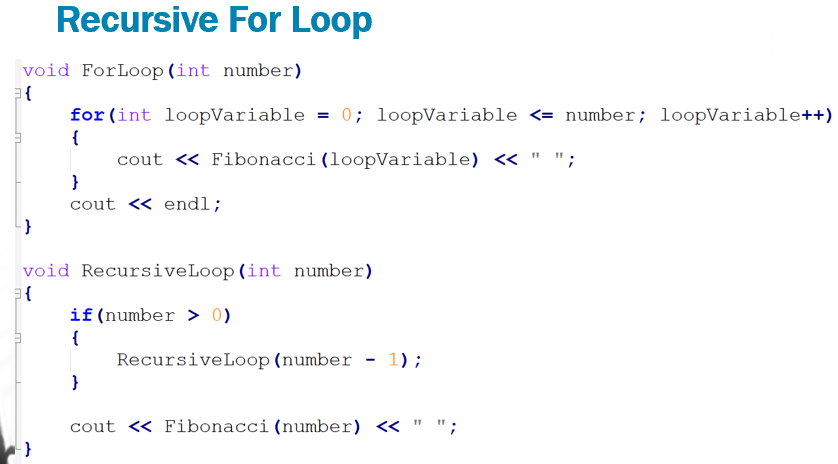 Recursive For Loop
void ForLoop(int number)
{
for(int loopVariable = 0; loopVariable <= number; loopVariable++)
{
cout << Fibonacci(loopVariable) << " ";
}
cout << endl;
}
void RecursiveLoop(int number)
{
if(number > 0)
{
RecursiveLoop(number - 1);
}
cout << Fibonacci(number) << " ";
}